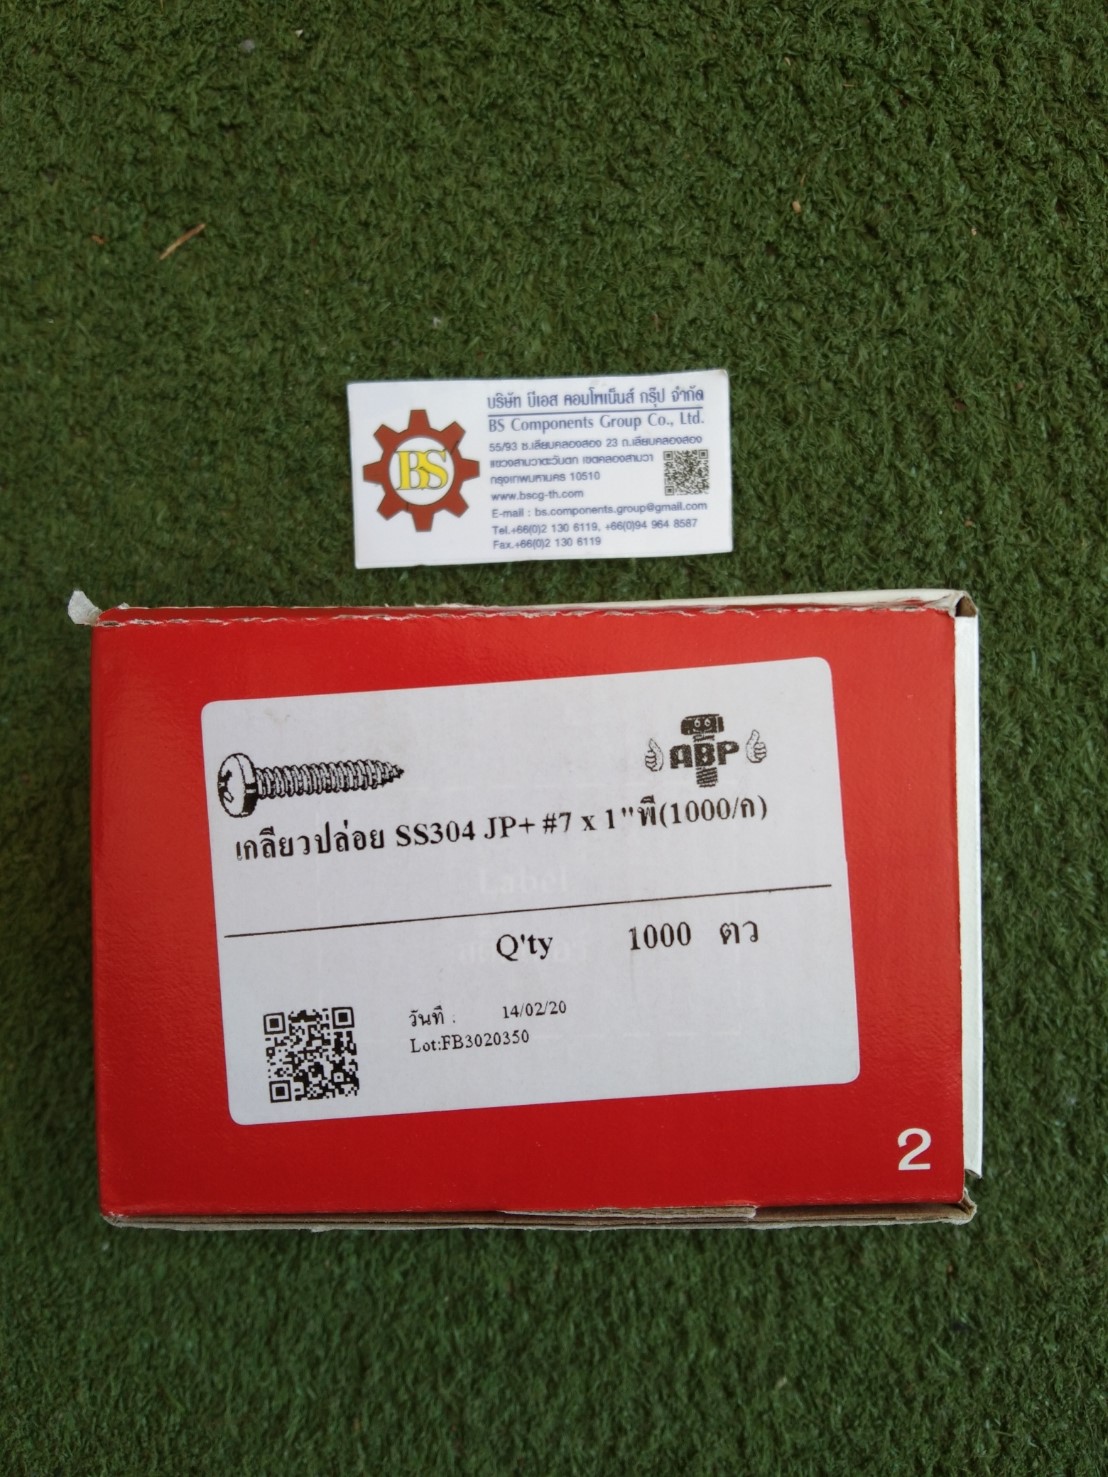 บริษัท บีเอส คอมโพเน็นส์ กรุ๊ป จำกัด
BS Components Group Co., Ltd.
BS
55/93 ซ.เลียบคลองสอง 23 ถ.เลียบคลองสอง
แขวงสามวาตะวันตก เขตคลองสามวา
กรุงเทพมหานคร 10510
www.bscg-th.com
E-mail : bs.components.group@gmail.com
Tel.+66(0)2 130 6119, +66(0)94 964 8587
Fax.+66(0)2 130 6119
ABP
เกลียวปล่อย SS304 JP+ #7 x 1"พี(1000/ก)
Label
Q'ty 1000 ตัว
วันที่ : 14/02/20
Lot:FB3020350
2